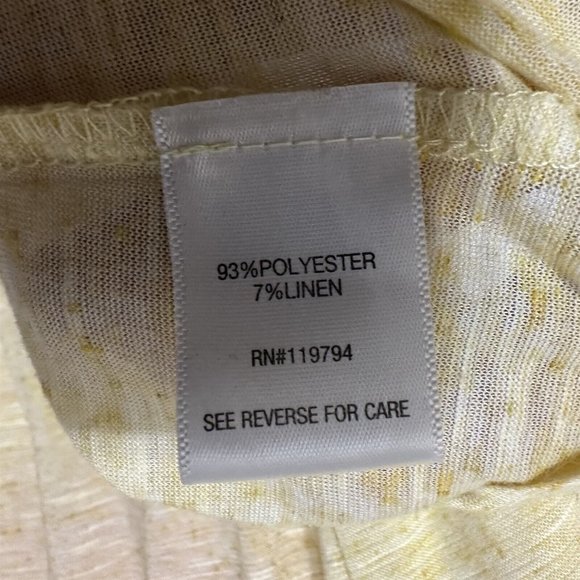 93%POLYESTER
7%LINEN
RN#119794
SEE REVERSE FOR CARE